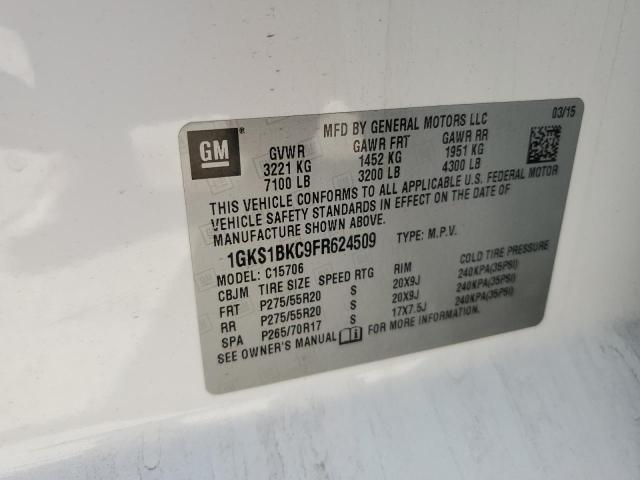 MFD BY GENERAL MOTORS LLC 03/15
GM
GVWR GAWR FRT GAWR RR
3221 KG 1452 KG 1951 KG
7100 LB 3200 LB 4300 LB
THIS VEHICLE CONFORMS TO ALL APPLICABLE U.S. FEDERAL MOTOR
VEHICLE SAFETY STANDARDS IN EFFECT ON THE DATE OF
MANUFACTURE SHOWN ABOVE.
1GKS1BKC9FR624509 TYPE: M.P.V.
MODEL: C15706
CBJM TIRE SIZE SPEED RTG RIM COLD TIRE PRESSURE
FRT P275/55R20 S 20X9J 240KPA(35PSI)
RR P275/55R20 S 20X9J 240KPA(35PSI)
SPA P265/70R17 S 17X7.5J 240KPA(35PSI)
SEE OWNER'S MANUAL FOR MORE INFORMATION.